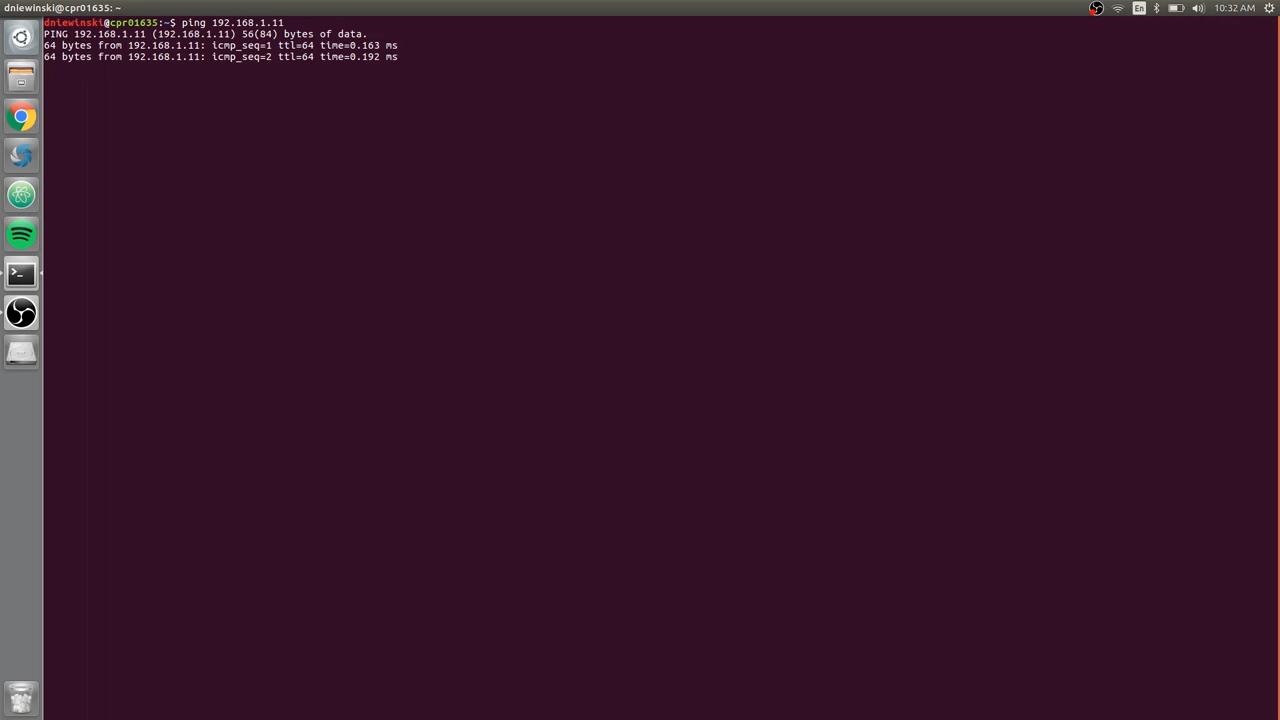 dniewinski@cpr01635: ~
En
10:32 AM
dniewinski@cpr01635:~$ ping 192.168.1.11
PING 192.168.1.11 (192.168.1.11) 56(84) bytes of data.
64 bytes from 192.168.1.11: icmp_seq=1 ttl=64 time=0.163 ms
64 bytes from 192.168.1.11: icmp_seq=2 ttl=64 time=0.192 ms